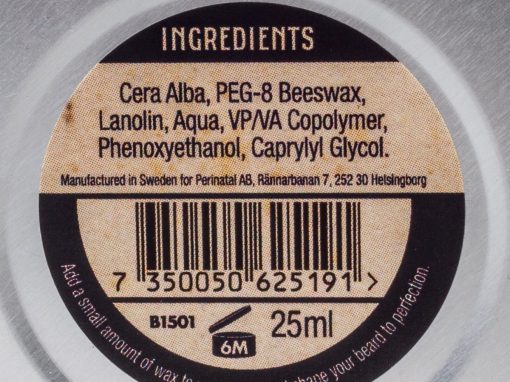 INGREDIENTS
Cera Alba, PEG-8 Beeswax,
Lanolin, Aqua, VP/VA Copolymer,
Phenoxyethanol, Caprylyl Glycol.
Manufactured in Sweden for Perinatal AB, Rännarbanan 7, 252 30 Helsingborg
7 350050 625191 >
B1501
6M
25ml
Add a small amount of wax to
shape your beard to perfection.